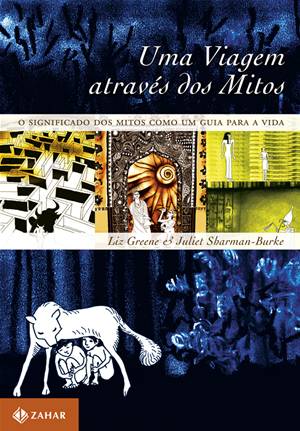 Uma Viagem
através dos Mitos
O SIGNIFICADO DOS MITOS COMO UM GUIA PARA A VIDA
Liz Greene & Juliet Sharman-Burke
ZAHAR